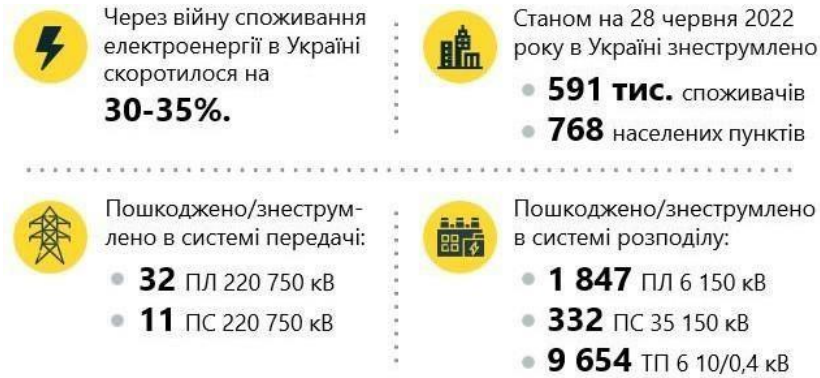 Через війну споживання
електроенергії в Україні
скоротилося на
30-35%.
Станом на 28 червня 2022
року в Україні знеструмлено
591 тис. споживачів
768 населених пунктів
Пошкоджено/знеструм-
лено в системі передачі:
32 ПЛ 220 750 кВ
11 ПС 220 750 кВ
Пошкоджено/знеструмлено
в системі розподілу:
1 847 ПЛ 6 150 кВ
332 ПС 35 150 кВ
9 654 ТП 6 10/0,4 кВ